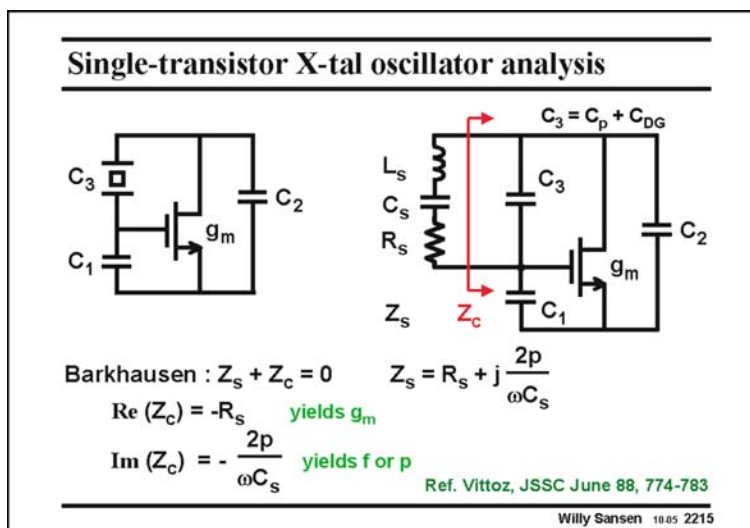 Single-transistor X-tal oscillator analysis
C3 = Cp + CDG
C3
C1
gm
C2
Ls
Cs
Rs
C3
C2
gm
C1
Zs
Zc
Barkhausen : Zs + Zc = 0
Zs = Rs + j 2p / ωCs
Re (Zc) = -Rs yields gm
Im (Zc) = - 2p / ωCs yields f or p
Ref. Vittoz, JSSC June 88, 774-783
Willy Sansen 10-05 2215